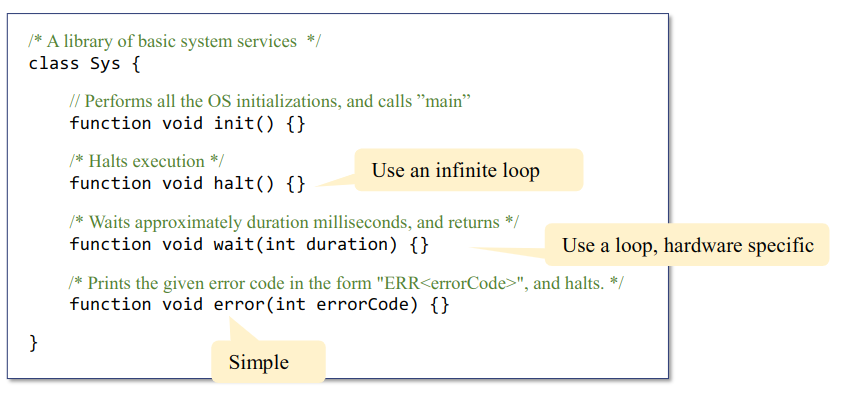 /* A library of basic system services */
class Sys {
// Performs all the OS initializations, and calls ”main”
function void init() {}
/* Halts execution */
function void halt() {}
Use an infinite loop
/* Waits approximately duration milliseconds, and returns */
function void wait(int duration) {}
Use a loop, hardware specific
/* Prints the given error code in the form "ERR<errorCode>", and halts. */
function void error(int errorCode) {}
}
Simple